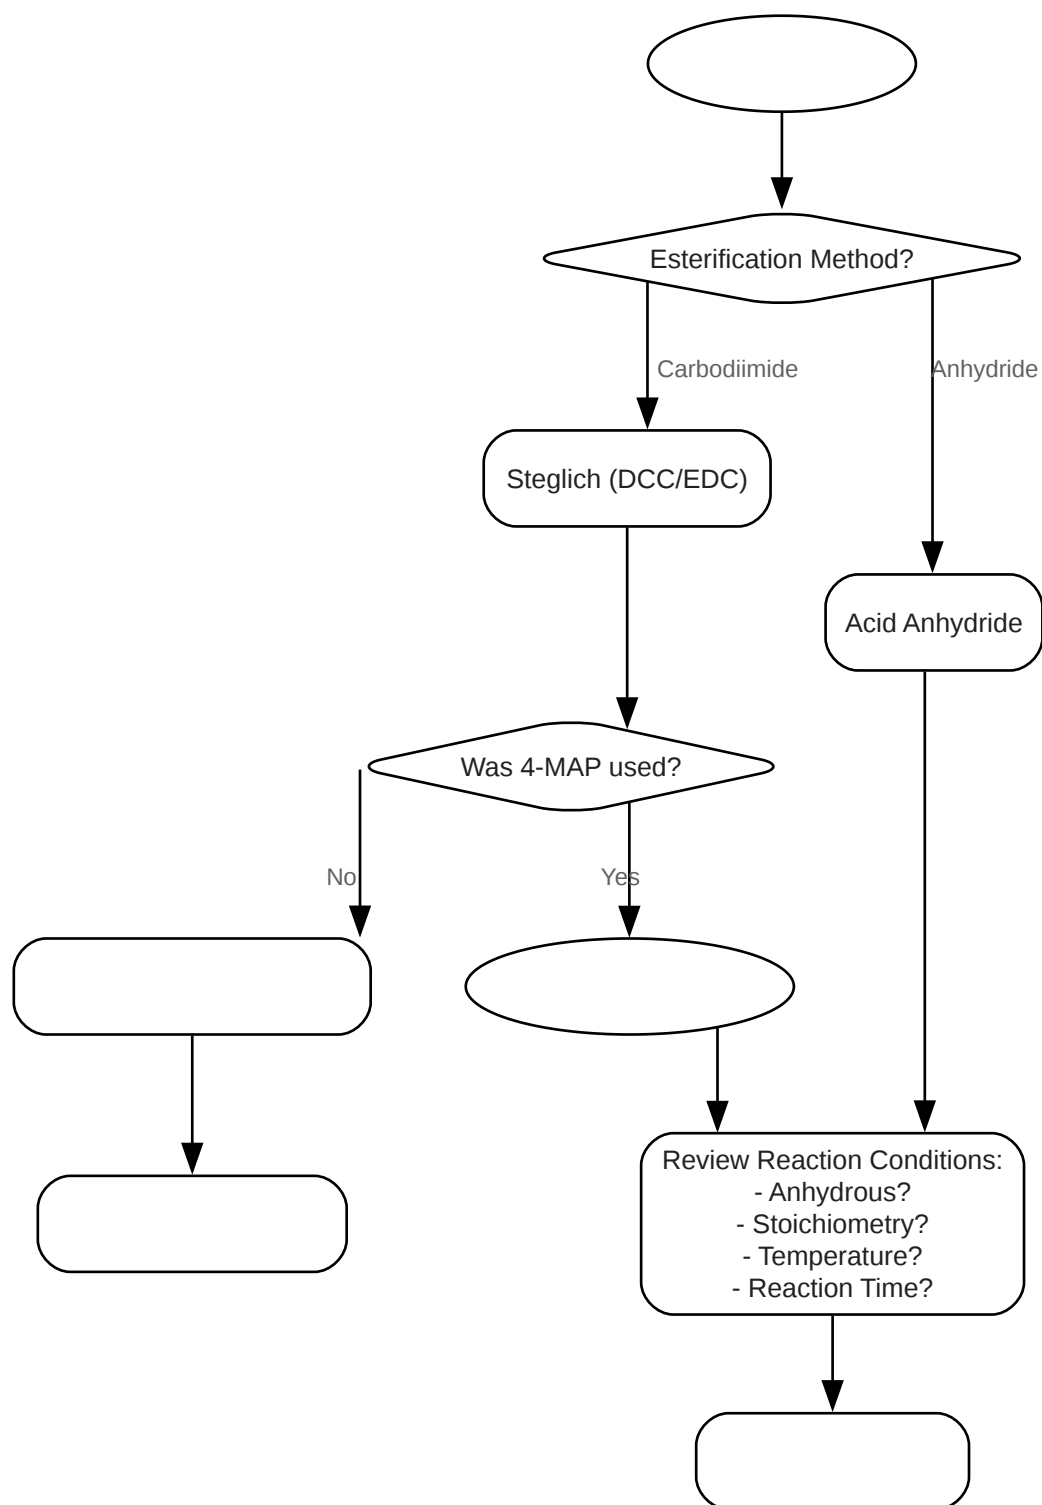 Esterification Method?
Carbodiimide
Anhydride
Steglich (DCC/EDC)
Acid Anhydride
Was 4-MAP used?
No
Yes
Review Reaction Conditions:
- Anhydrous?
- Stoichiometry?
- Temperature?
- Reaction Time?